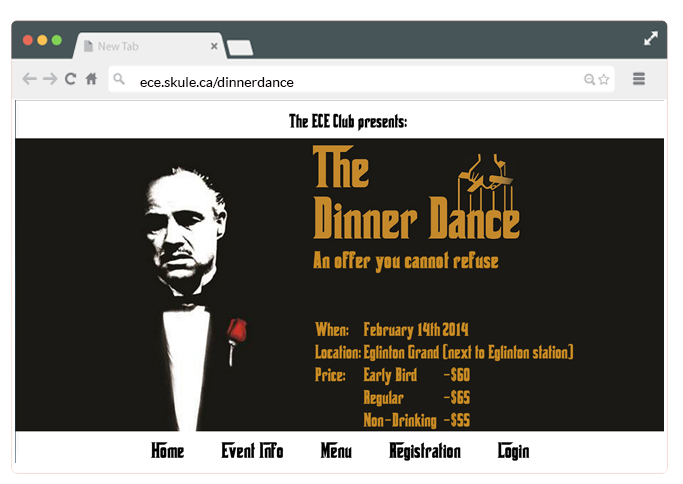 New Tab
ece.skule.ca/dinnerdance
The ECE Club presents:
The
Dinner Dance
An offer you cannot refuse
When: February 14th 2014
Location: Eglinton Grand (next to Eglinton station)
Price: Early Bird -$60
Regular -$65
Non-Drinking -$55
Home Event Info Menu Registration Login